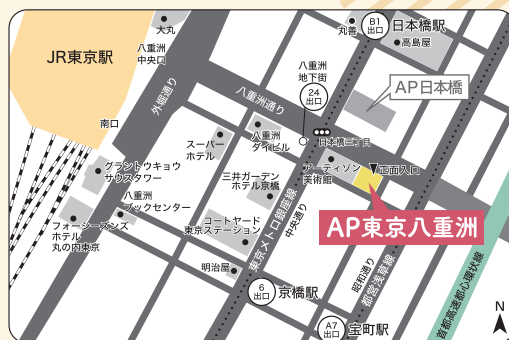 大丸
JR東京駅
八重洲
中央口
外堀通り
南口
丸善
B1
出口
日本橋駅
高島屋
八重洲
地下街
24
出口
八重洲通り
AP日本橋
日本橋三丁目
スーパー
ホテル
八重洲
ダイビル
アーティゾン
美術館
正面入口
グラントウキョウ
サウスタワー
三井ガーデン
ホテル京橋
AP東京八重洲
八重洲
ブックセンター
フォーシーズンズ
ホテル
丸の内東京
コートヤード
東京ステーション
東京メトロ銀座線
中央通り
明治屋
昭和通り
都営浅草線
首都高速都心環状線
6
出口
京橋駅
A7
出口
宝町駅
N